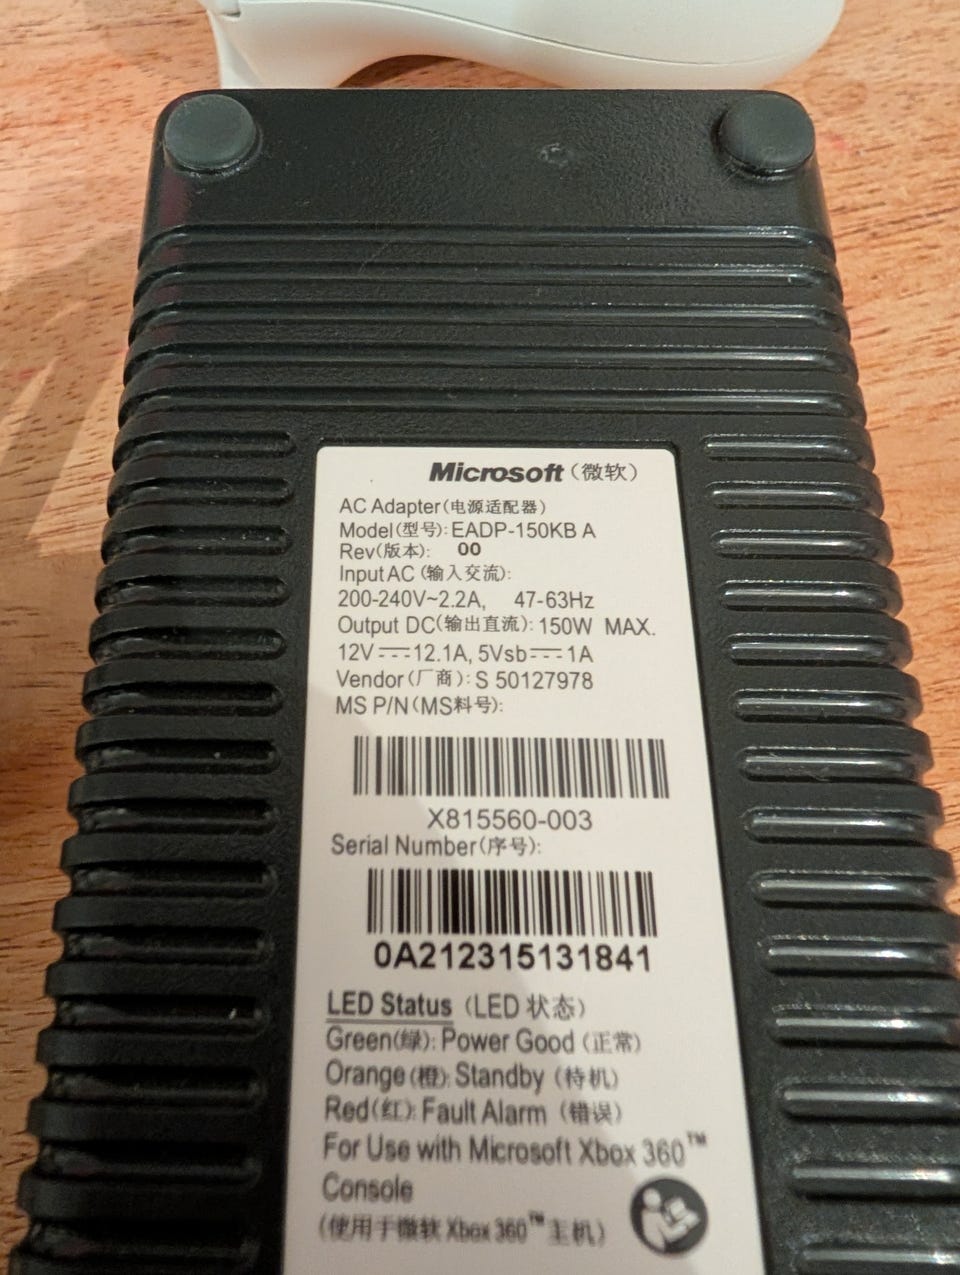 Microsoft（微软）
AC Adapter(电源适配器)
Model(型号): EADP-150KB A
Rev(版本): 00
Input AC (输入交流):
200-240V~2.2A, 47-63Hz
Output DC(输出直流): 150W MAX.
12V⎓12.1A, 5Vsb⎓1A
Vendor(厂商): S 50127978
MS P/N(MS料号):
X815560-003
Serial Number(序号):
0A212315131841
LED Status（LED 状态）
Green(绿): Power Good（正常）
Orange(橙): Standby（待机）
Red(红): Fault Alarm（错误）
For Use with Microsoft Xbox 360™
Console
（使用于微软 Xbox 360™ 主机）